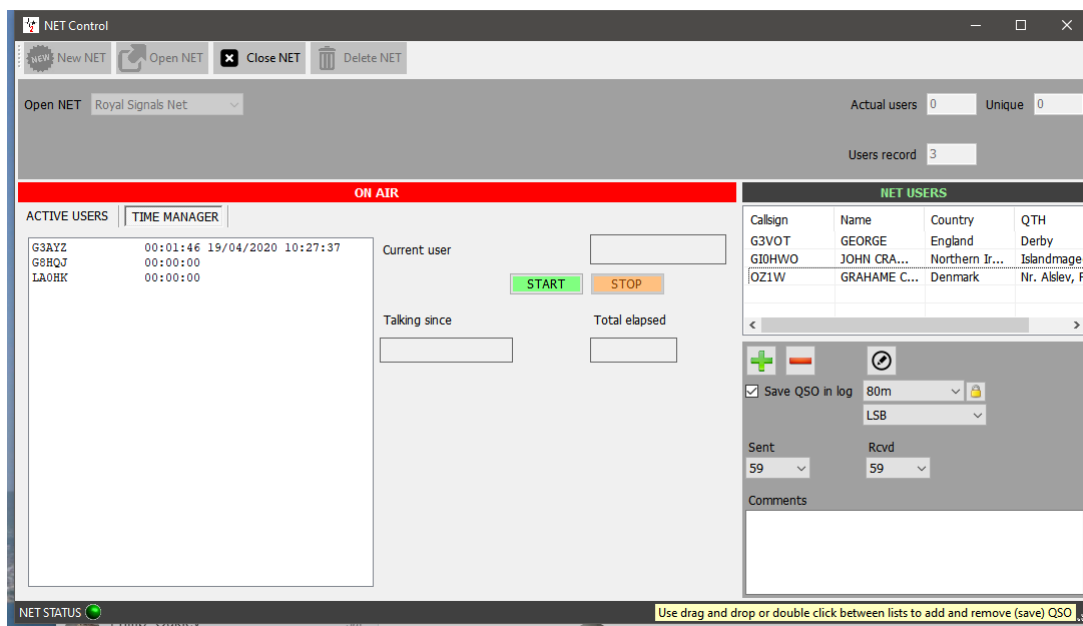 NET Control
NEW New NET Open NET Close NET Delete NET
Open NET Royal Signals Net Actual users 0 Unique 0
Users record 3
ON AIR NET USERS
ACTIVE USERS TIME MANAGER
Callsign Name Country QTH
G3AYZ 00:01:46 19/04/2020 10:27:37
G8HQJ 00:00:00
LA0HK 00:00:00
Current user
START STOP
Talking since Total elapsed
G3VOT GEORGE England Derby
GI0HWO JOHN CRA... Northern Ir... Islandmage
OZ1W GRAHAME C... Denmark Nr. Alslev, F
Save QSO in log 80m
LSB
Sent Rcvd
59 59
Comments
NET STATUS Use drag and drop or double click between lists to add and remove (save) QSO